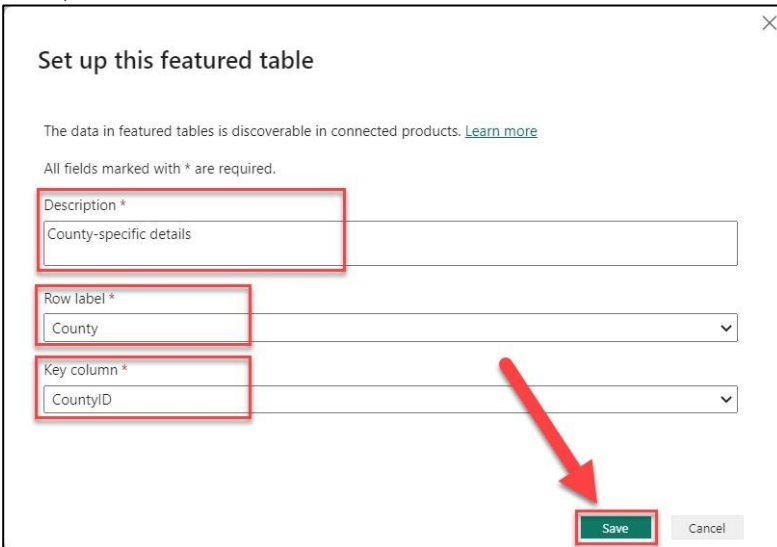 Set up this featured table
The data in featured tables is discoverable in connected products. Learn more
All fields marked with * are required.
Description *
County-specific details
Row label *
County
Key column *
CountyID
Save Cancel